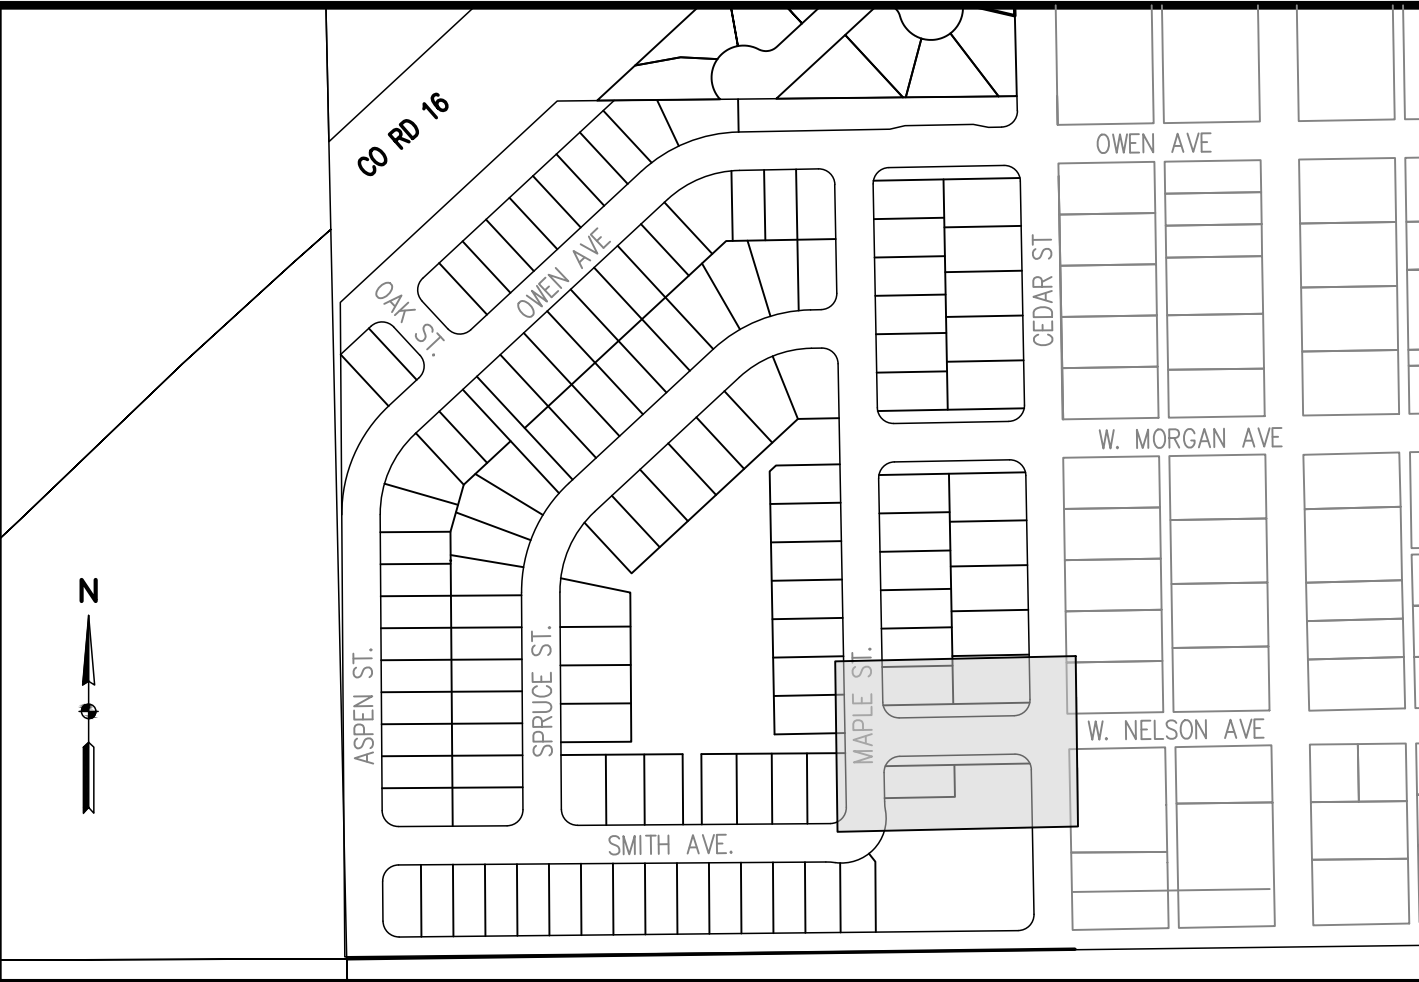 CO RD 16
OWEN AVE
OAK ST.
OWEN AVE
CEDAR ST
W. MORGAN AVE
N
ASPEN ST.
SPRUCE ST.
MAPLE ST.
W. NELSON AVE
SMITH AVE.